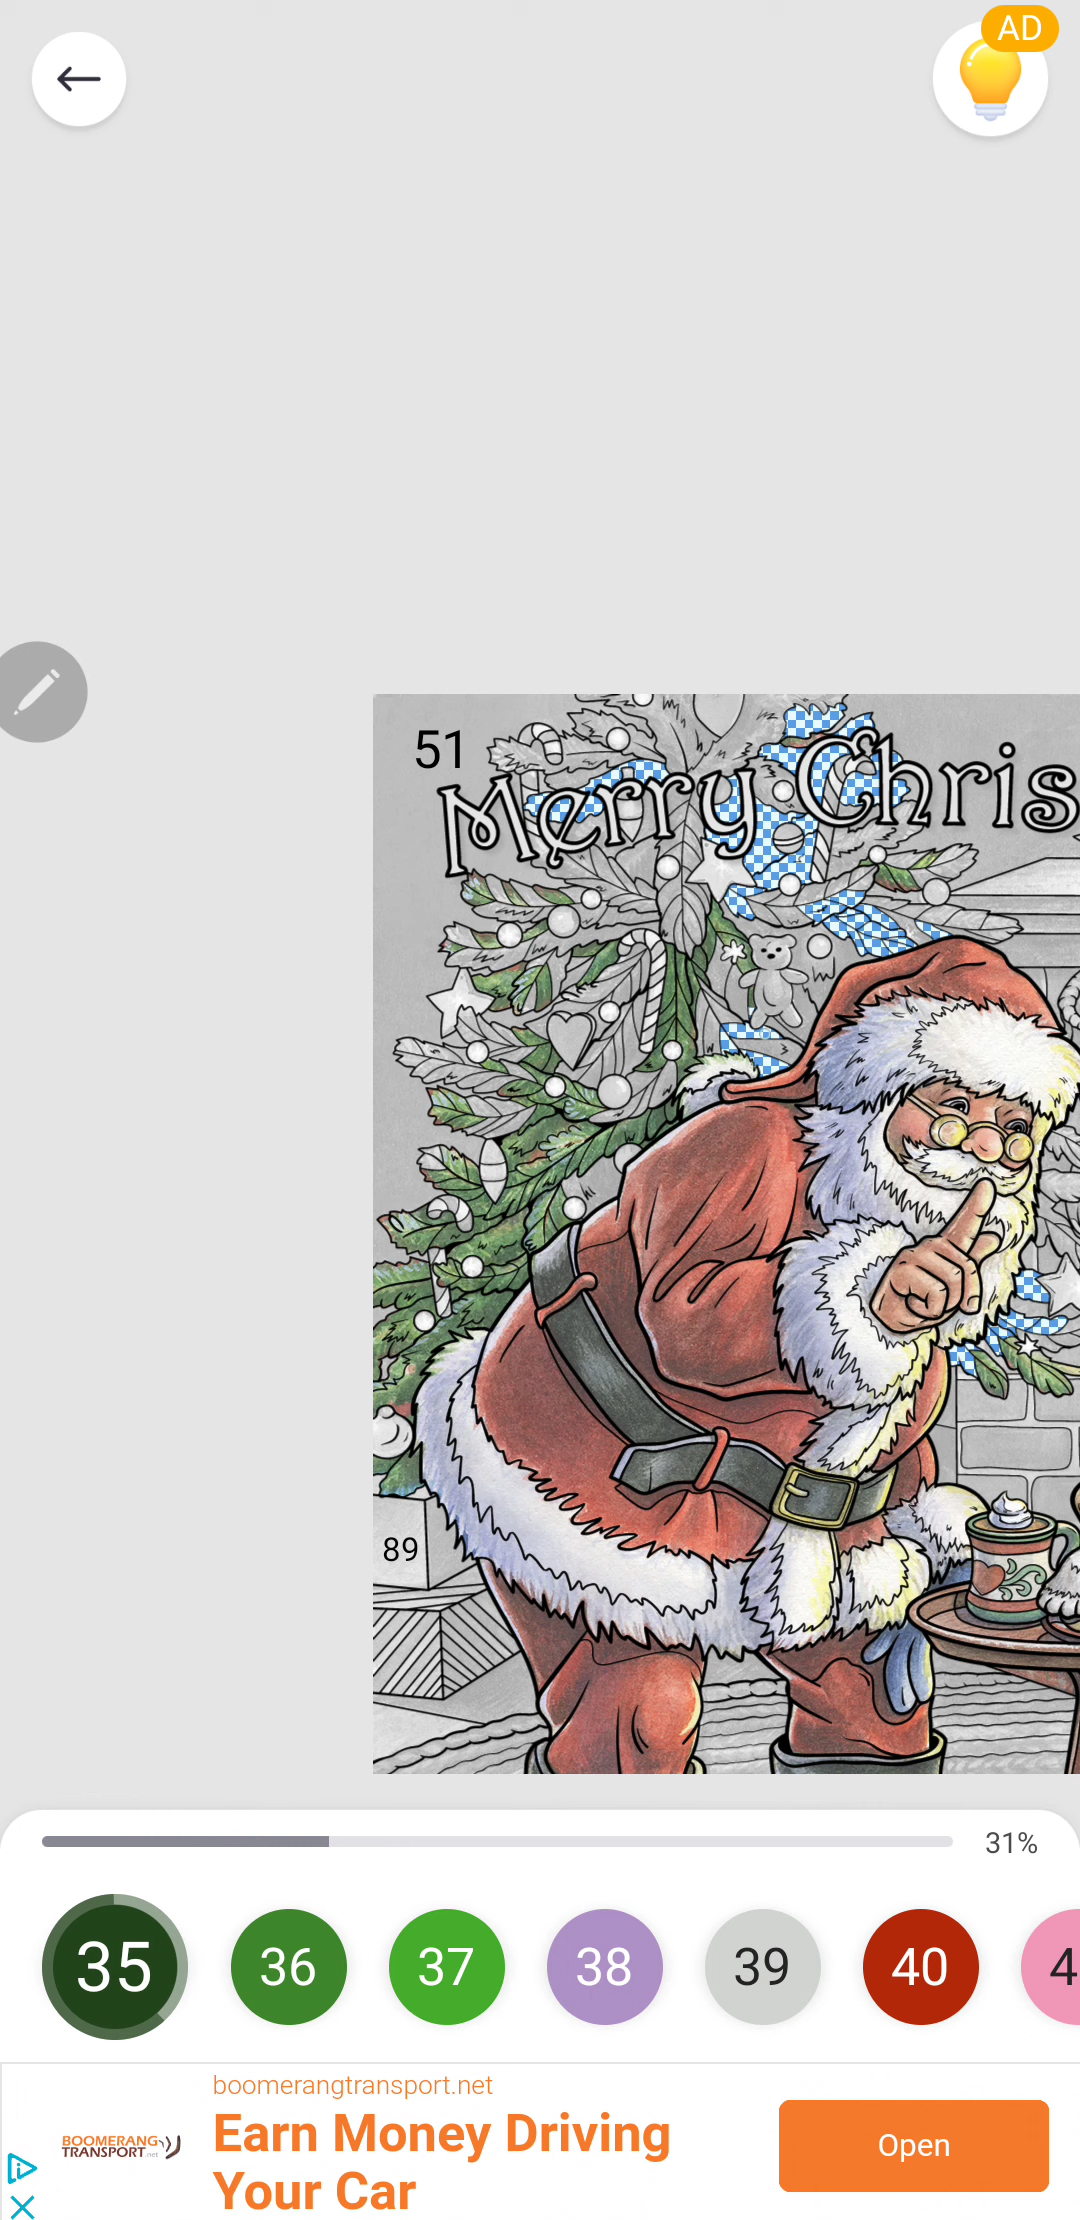 AD
51
Merry Chris
89
31%
35 36 37 38 39 40 4
boomerangtransport.net
BOOMERANG
TRANSPORT.net
Earn Money Driving
Your Car
Open